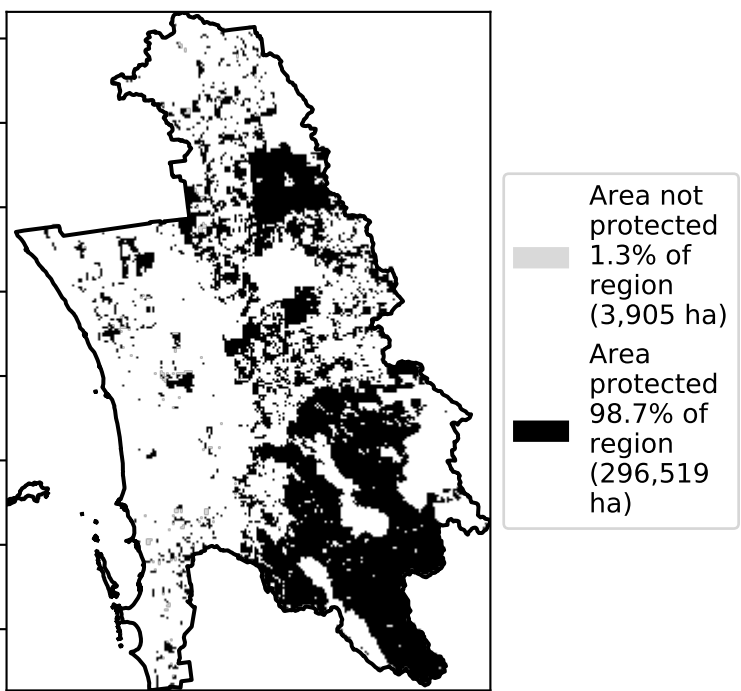 Area not
protected
1.3% of
region
(3,905 ha)
Area
protected
98.7% of
region
(296,519
ha)